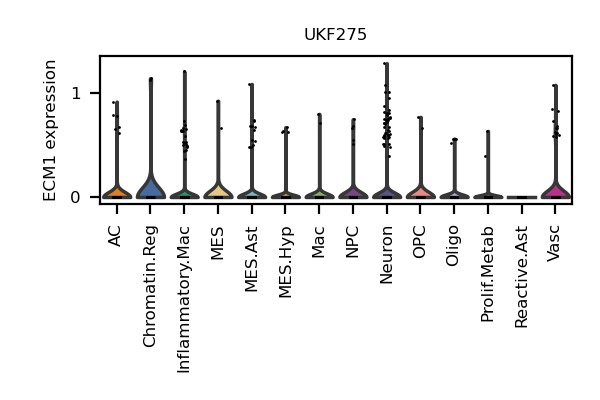 UKF275
ECM1 expression
1
0
AC
Chromatin.Reg
Inflammatory.Mac
MES
MES.Ast
MES.Hyp
Mac
NPC
Neuron
OPC
Oligo
Prolif.Metab
Reactive.Ast
Vasc